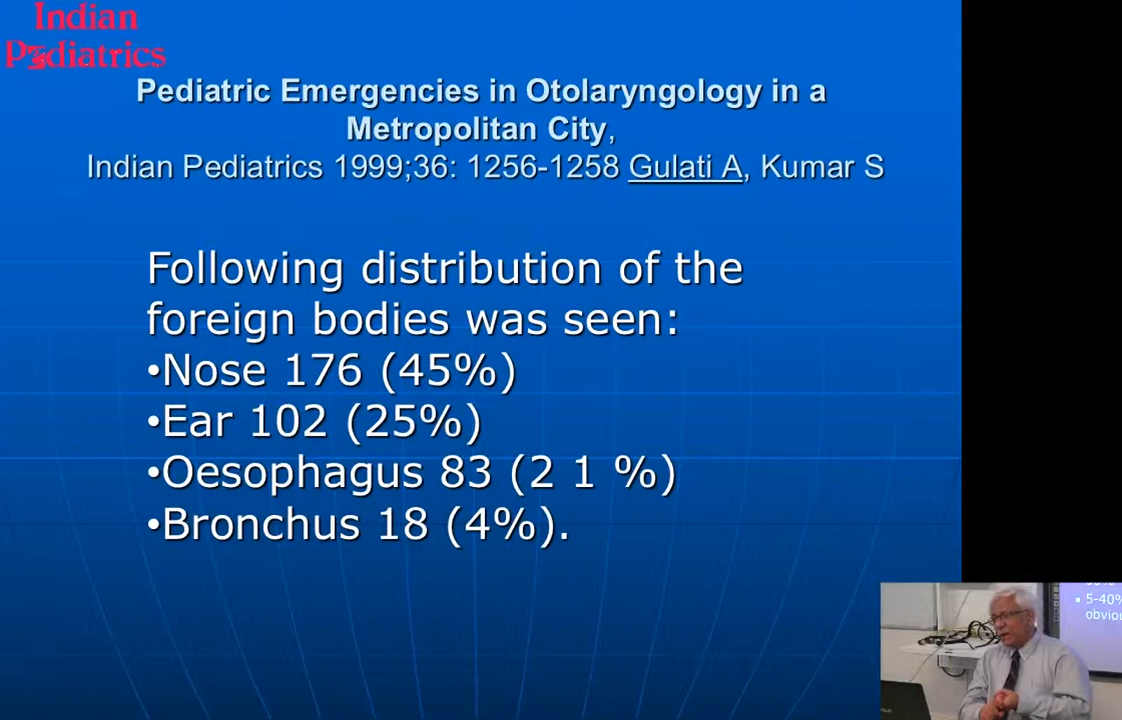 Indian
Pediatrics
Pediatric Emergencies in Otolaryngology in a
Metropolitan City,
Indian Pediatrics 1999;36: 1256-1258 Gulati A, Kumar S
Following distribution of the
foreign bodies was seen:
•Nose 176 (45%)
•Ear 102 (25%)
•Oesophagus 83 (2 1 %)
•Bronchus 18 (4%).
5-40%